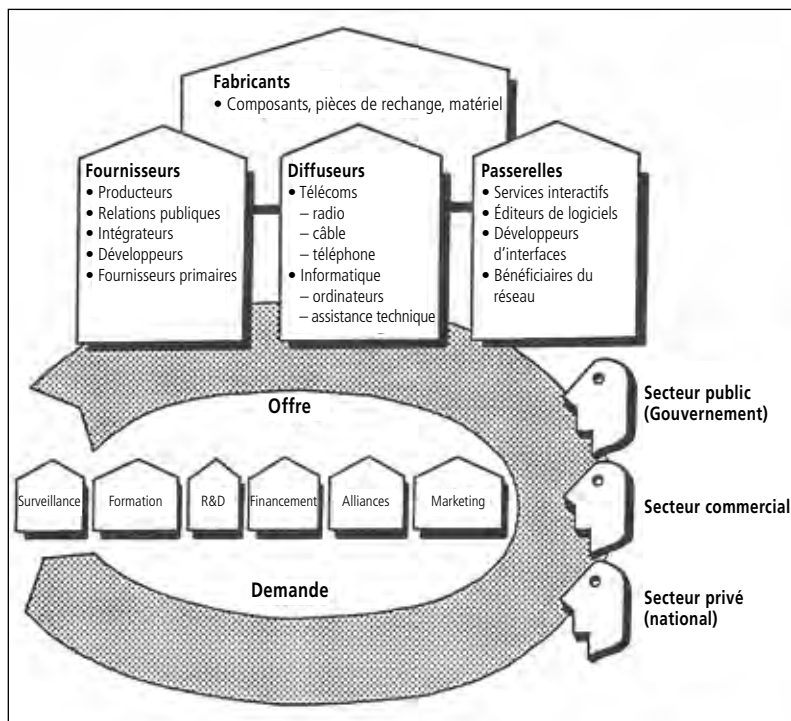 Fabricants
• Composants, pièces de rechange, matériel
Fournisseurs
• Producteurs
• Relations publiques
• Intégrateurs
• Développeurs
• Fournisseurs primaires
Diffuseurs
• Télécoms
– radio
– câble
– téléphone
• Informatique
– ordinateurs
– assistance technique
Passerelles
• Services interactifs
• Éditeurs de logiciels
• Développeurs
d'interfaces
• Bénéficiaires du
réseau
Offre
Secteur public
(Gouvernement)
Surveillance
Formation
R&D
Financement
Alliances
Marketing
Secteur commercial
Demande
Secteur privé
(national)